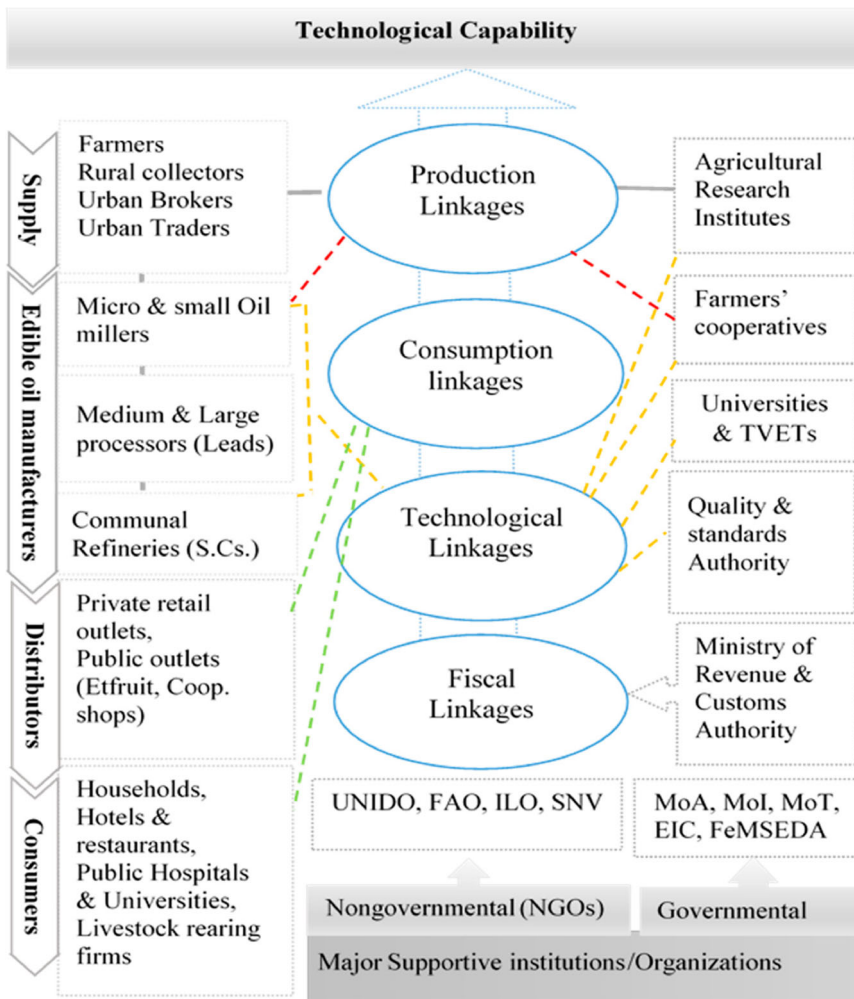 Technological Capability
Supply
Farmers
Rural collectors
Urban Brokers
Urban Traders
Production
Linkages
Agricultural
Research
Institutes
Edible oil manufacturers
Micro & small Oil
millers
Medium & Large
processors (Leads)
Communal
Refineries (S.Cs.)
Consumption
linkages
Farmers’
cooperatives
Universities
& TVETs
Technological
Linkages
Quality &
standards
Authority
Distributors
Private retail
outlets,
Public outlets
(Etfruit, Coop.
shops)
Fiscal
Linkages
Ministry of
Revenue &
Customs
Authority
Consumers
Households,
Hotels &
restaurants,
Public Hospitals
& Universities,
Livestock rearing
firms
UNIDO, FAO, ILO, SNV
MoA, MoI, MoT,
EIC, FeMSEDA
Nongovernmental (NGOs)
Governmental
Major Supportive institutions/Organizations